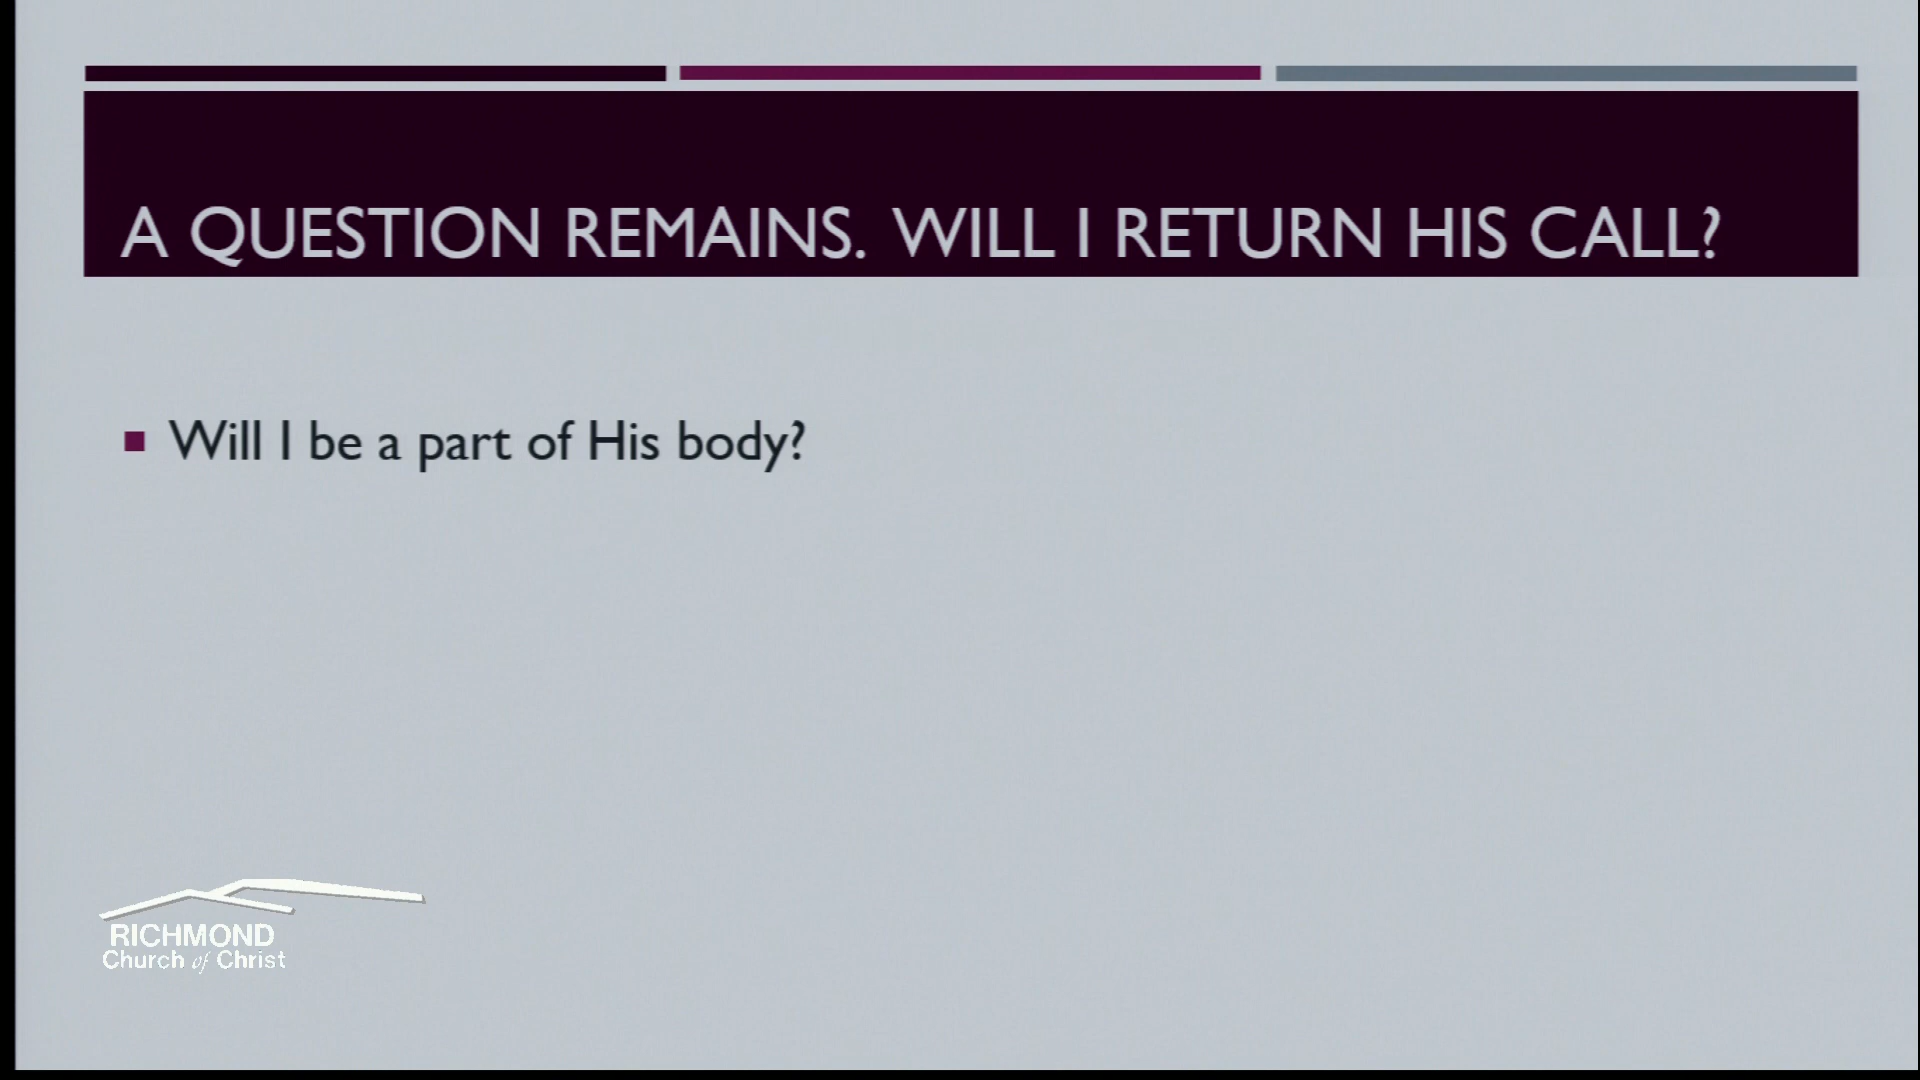 A QUESTION REMAINS. WILL I RETURN HIS CALL?
Will I be a part of His body?
RICHMOND
Church of Christ